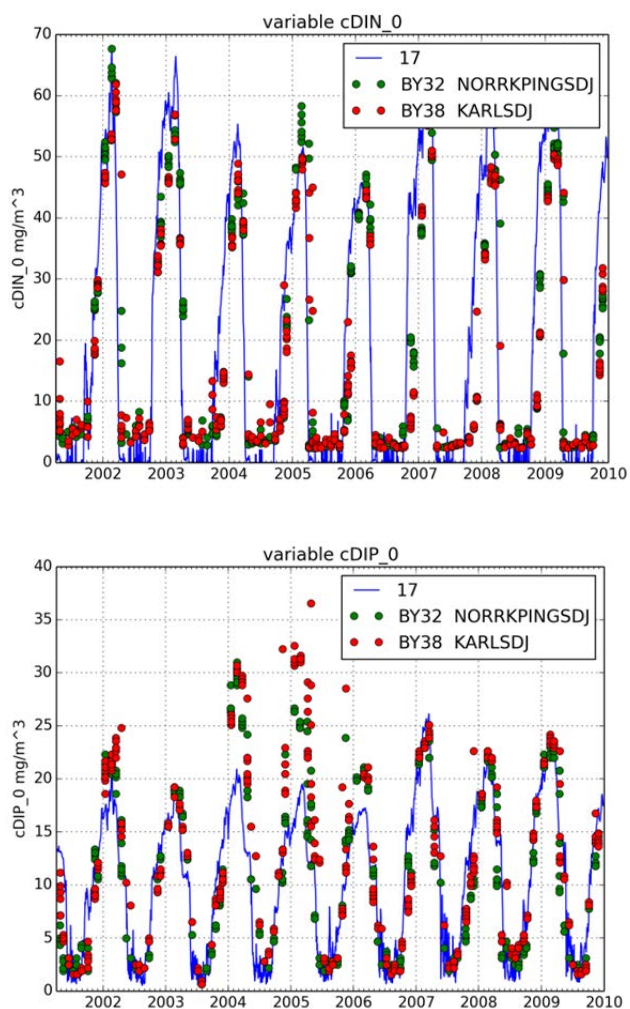 variable cDIN_0
70
60
50
40
30
20
10
0
cDIN_0 mg/m^3
17
BY32 NORRKPINGSDJ
BY38 KARLSDJ
2002 2003 2004 2005 2006 2007 2008 2009 2010
variable cDIP_0
40
35
30
25
20
15
10
5
0
cDIP_0 mg/m^3
17
BY32 NORRKPINGSDJ
BY38 KARLSDJ
2002 2003 2004 2005 2006 2007 2008 2009 2010